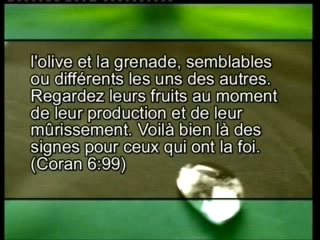 l'olive et la grenade, semblables
ou différents les uns des autres.
Regardez leurs fruits au moment
de leur production et de leur
mûrissement. Voilà bien là des
signes pour ceux qui ont la foi.
(Coran 6:99)